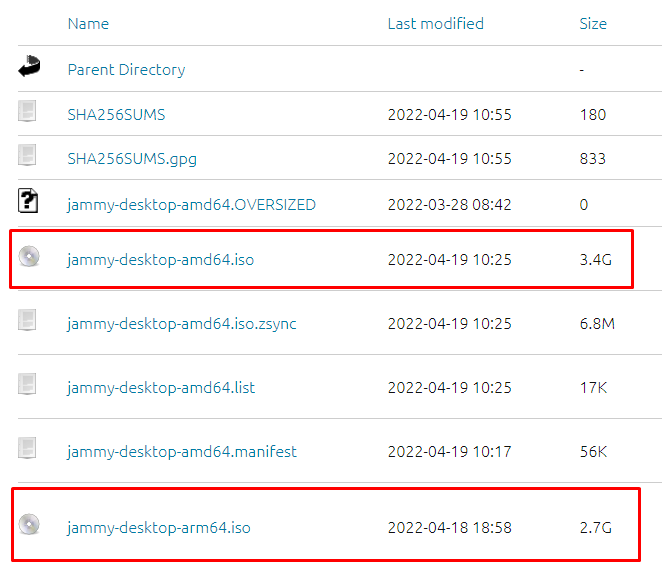 Name Last modified Size
Parent Directory -
SHA256SUMS 2022-04-19 10:55 180
SHA256SUMS.gpg 2022-04-19 10:55 833
jammy-desktop-amd64.OVERSIZED 2022-03-28 08:42 0
jammy-desktop-amd64.iso 2022-04-19 10:25 3.4G
jammy-desktop-amd64.iso.zsync 2022-04-19 10:25 6.8M
jammy-desktop-amd64.list 2022-04-19 10:25 17K
jammy-desktop-amd64.manifest 2022-04-19 10:17 56K
jammy-desktop-arm64.iso 2022-04-18 18:58 2.7G